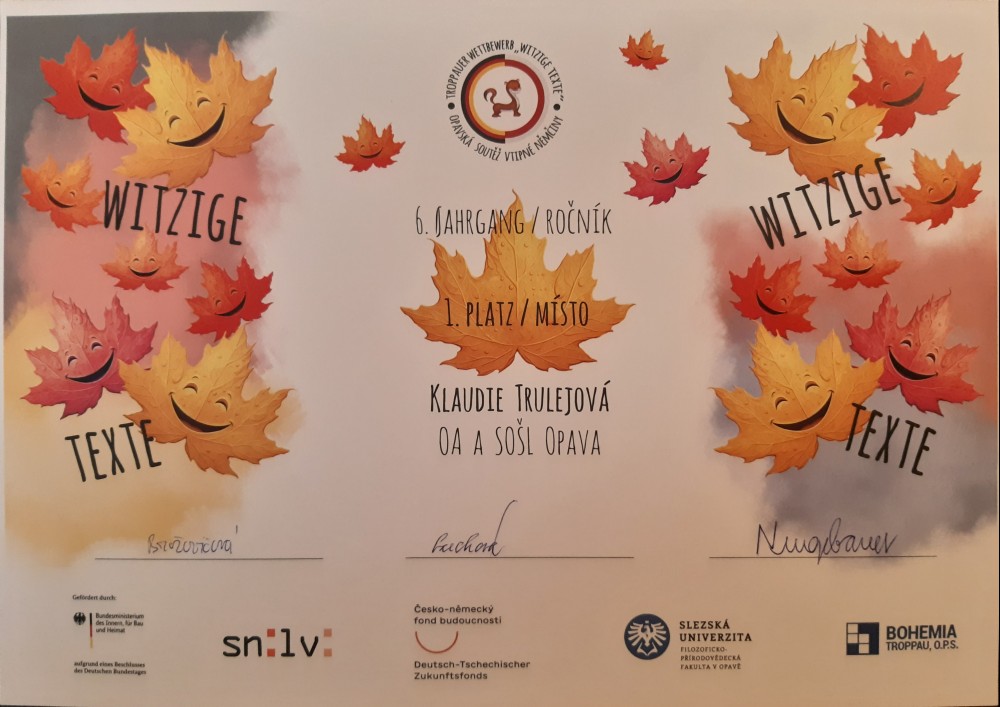 TROPPAUER WETTBEWERB „WITZIGE TEXTE"
OPAVSKÁ SOUTĚŽ VTIPNÉ NĚMČINY
WITZIGE
TEXTE
6. JAHRGANG / ROČNÍK
1. PLATZ / MÍSTO
KLAUDIE TRULEJOVÁ
OA A SOŠL OPAVA
WITZIGE
TEXTE
Gefördert durch:
Bundesministerium
des Innern, für Bau
und Heimat
aufgrund eines Beschlusses
des Deutschen Bundestages
sn:lv:
Česko-německý
fond budoucnosti
Deutsch-Tschechischer
Zukunftsfonds
SLEZSKÁ
UNIVERZITA
FILOZOFICKO-
PŘÍRODOVĚDECKÁ
FAKULTA V OPAVĚ
BOHEMIA
TROPPAU, O.P.S.